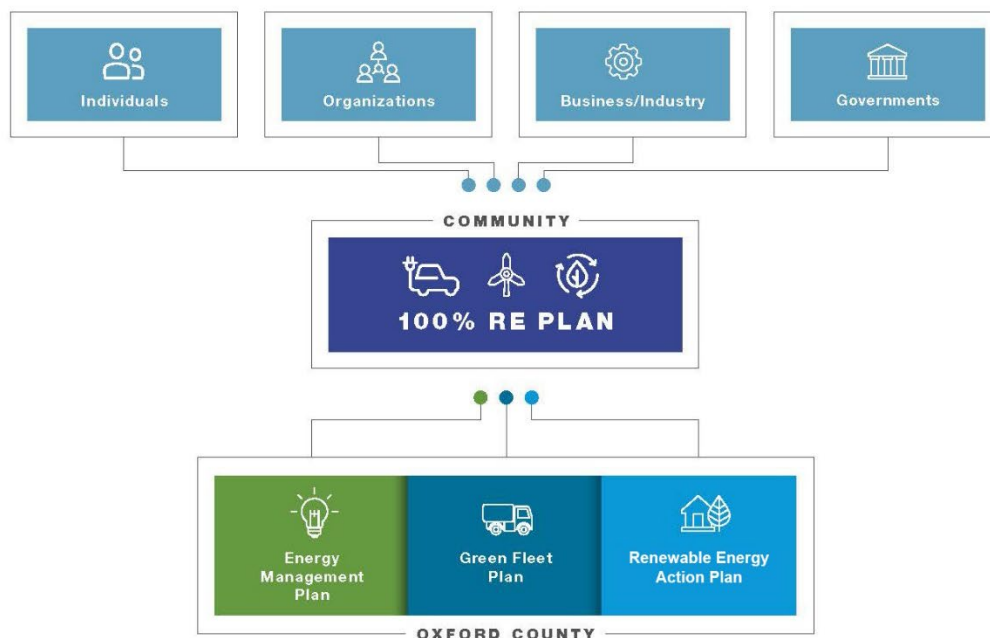 Individuals
Organizations
Business/Industry
Governments
COMMUNITY
100% RE PLAN
Energy
Management
Plan
Green Fleet
Plan
Renewable Energy
Action Plan
OXFORD COUNTY